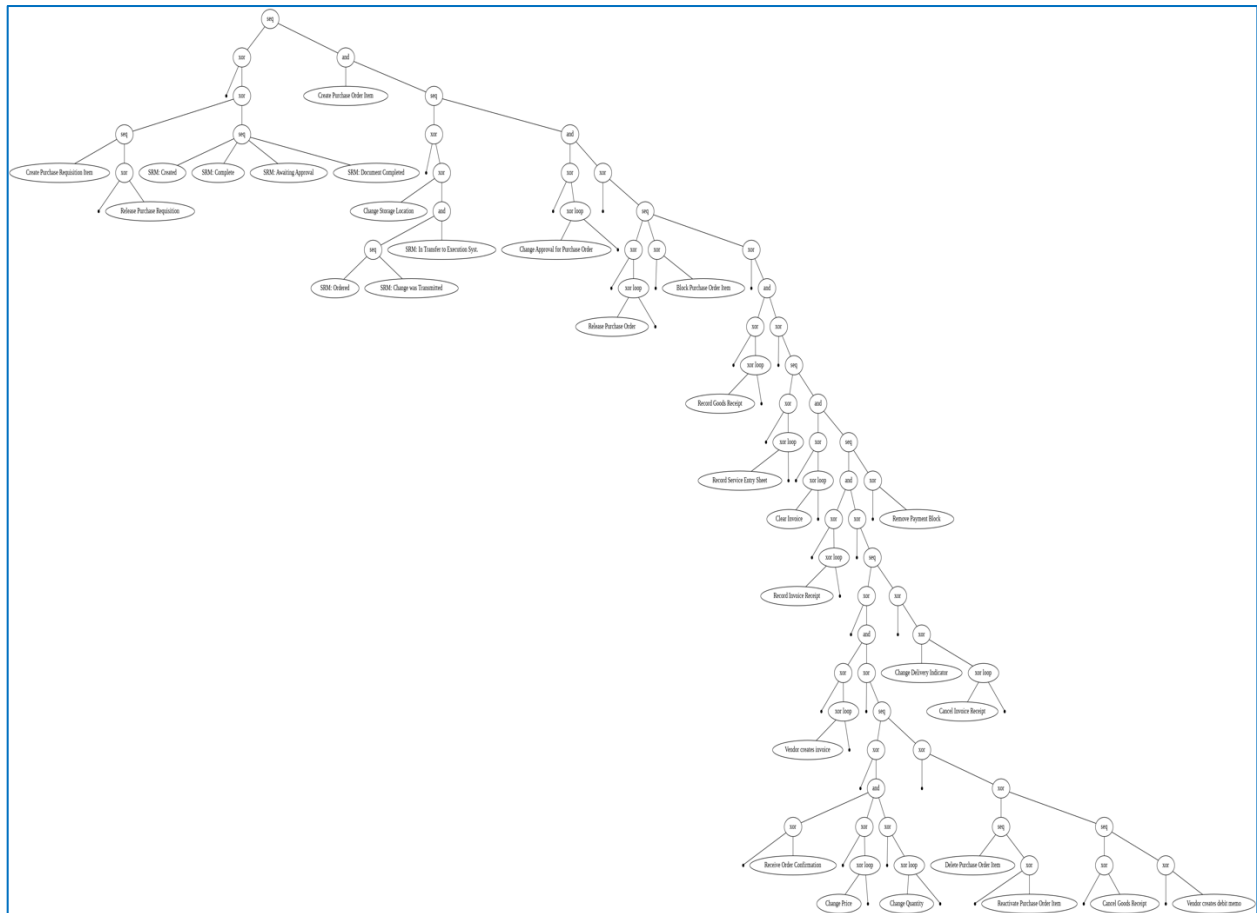 seq
xor
and
xor
Create Purchase Order Item
seq
seq
seq
xor
and
Create Purchase Requisition Item
xor
SRM: Created
SRM: Complete
SRM: Awaiting Approval
SRM: Document Completed
xor
xor
xor
Release Purchase Requisition
Change Storage Location
and
xor loop
seq
seq
SRM: In Transfer to Execution Syst.
Change Approval for Purchase Order
xor
xor
xor
SRM: Ordered
SRM: Change was Transmitted
xor loop
Block Purchase Order Item
and
Release Purchase Order
xor
xor
xor loop
seq
Record Goods Receipt
xor
and
xor loop
xor
seq
Record Service Entry Sheet
xor loop
and
xor
Clear Invoice
xor
xor
Remove Payment Block
xor loop
seq
Record Invoice Receipt
xor
xor
and
xor
xor
xor
Change Delivery Indicator
xor loop
xor loop
seq
Cancel Invoice Receipt
Vendor creates invoice
xor
xor
and
xor
xor
xor
xor
seq
seq
Receive Order Confirmation
xor loop
xor loop
Delete Purchase Order Item
xor
xor
xor
Change Price
Change Quantity
Reactivate Purchase Order Item
Cancel Goods Receipt
Vendor creates debit memo